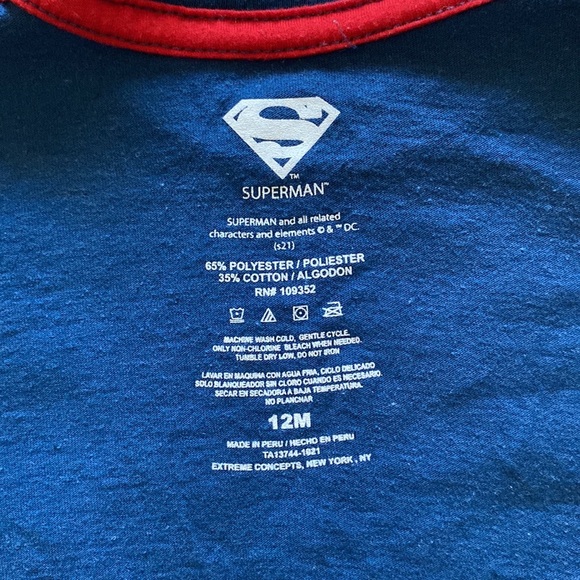 S
™
SUPERMAN™
SUPERMAN and all related
characters and elements © & ™ DC.
(s21)
65% POLYESTER / POLIESTER
35% COTTON / ALGODON
RN# 109352
MACHINE WASH COLD, GENTLE CYCLE.
ONLY NON-CHLORINE BLEACH WHEN NEEDED.
TUMBLE DRY LOW, DO NOT IRON
LAVAR EN MAQUINA CON AGUA FRIA, CICLO DELICADO
SOLO BLANQUEADOR SIN CLORO CUANDO ES NECESARIO.
SECAR EN SECADORA A BAJA TEMPERATURA.
NO PLANCHAR
12M
MADE IN PERU / HECHO EN PERU
TA13744-1621
EXTREME CONCEPTS, NEW YORK , NY